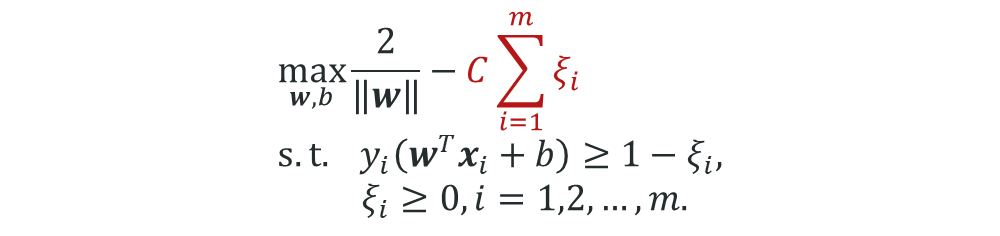 max_{w,b} 2/‖w‖ − C ∑_{i=1}^{m} ξ_i
s. t. y_i(w^T x_i + b) ≥ 1 − ξ_i,
ξ_i ≥ 0, i = 1,2, … , m.